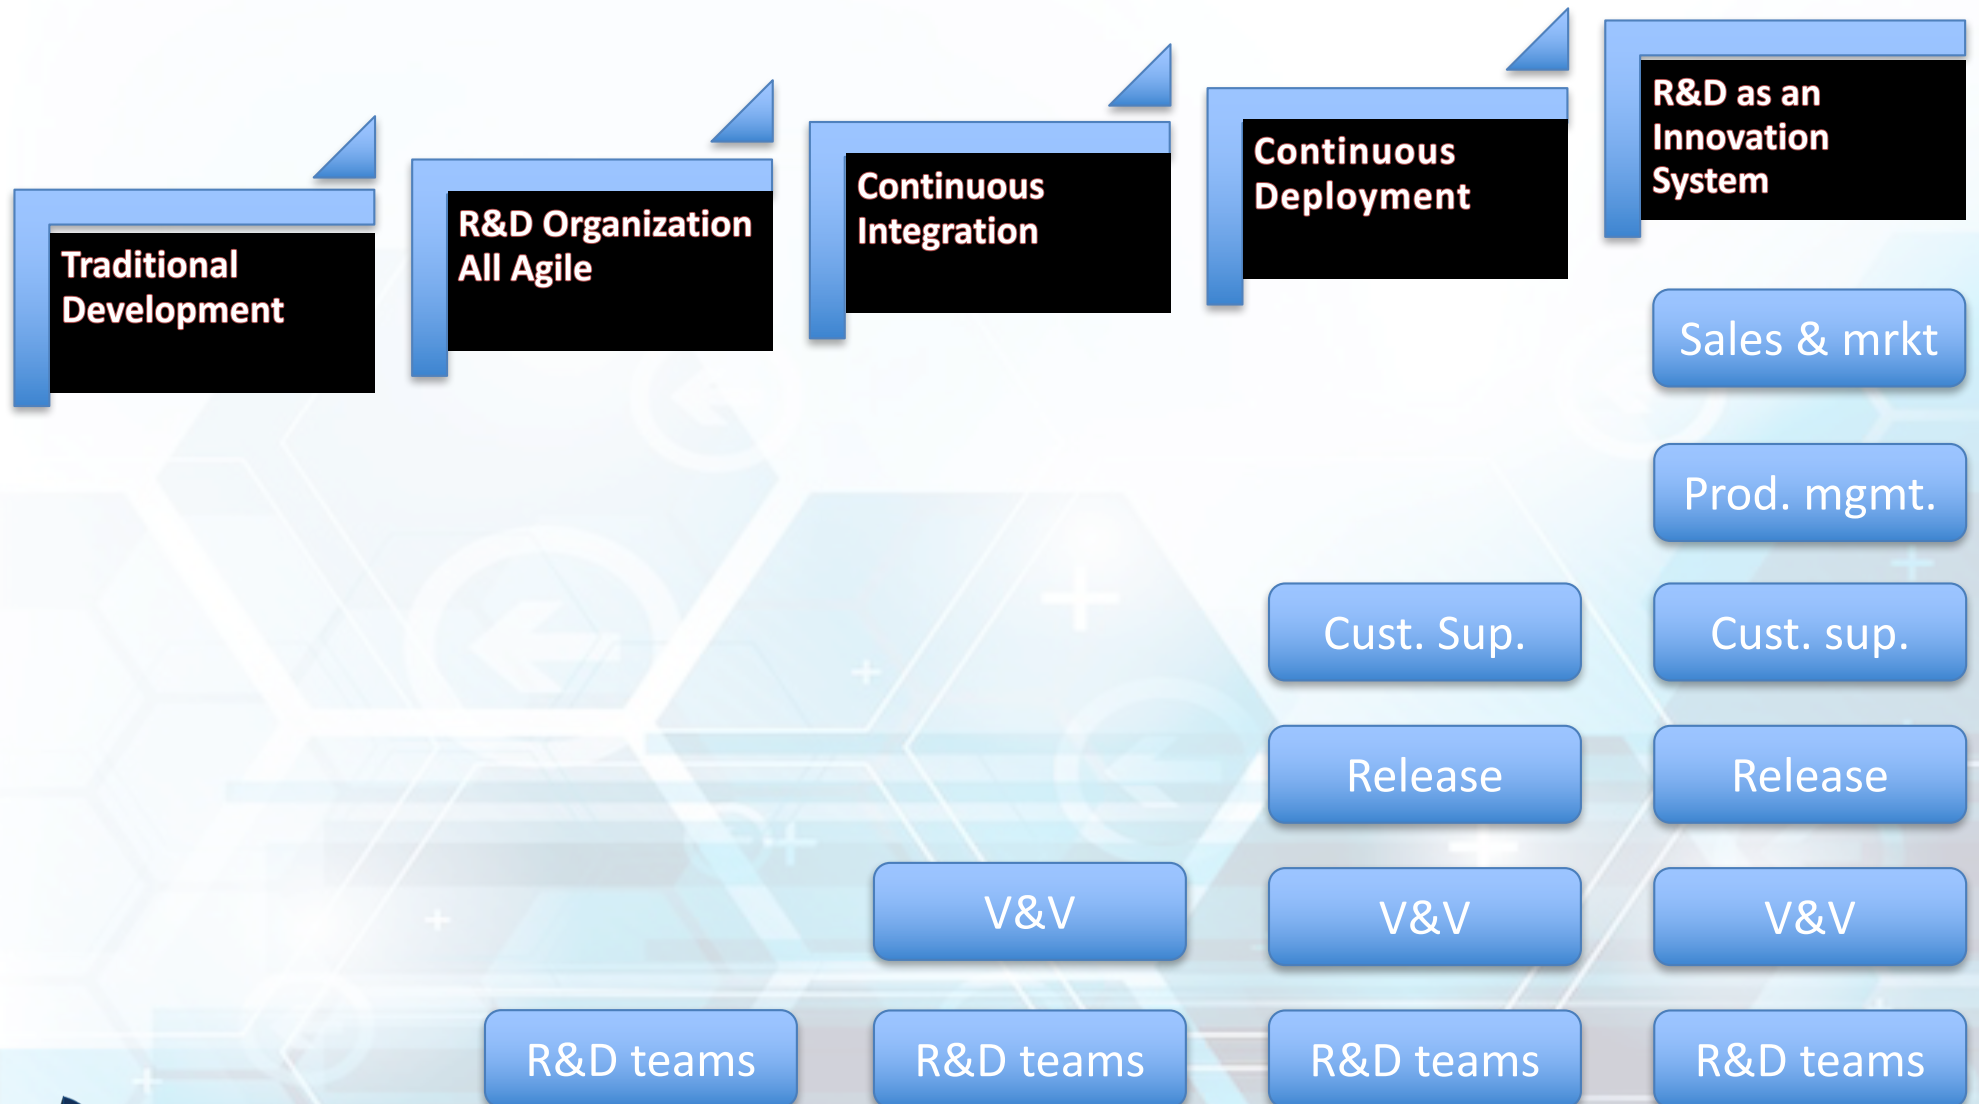 Traditional
Development
R&D Organization
All Agile
Continuous
Integration
Continuous
Deployment
R&D as an
Innovation
System
Sales & mrkt
Prod. mgmt.
Cust. Sup.
Cust. sup.
Release
Release
V&V
V&V
V&V
R&D teams
R&D teams
R&D teams
R&D teams